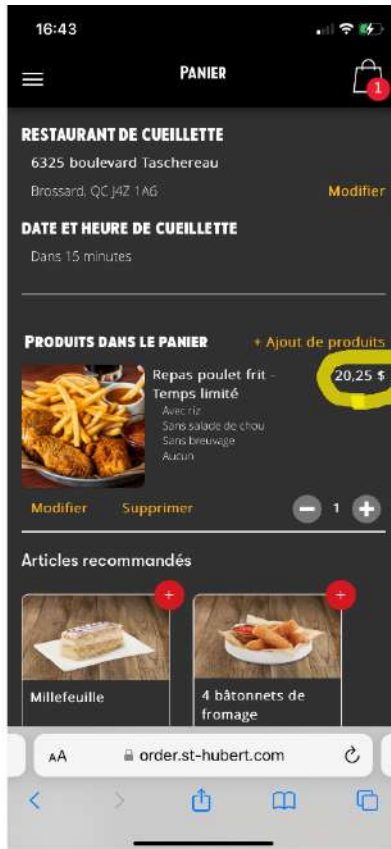 16:43
PANIER
1
RESTAURANT DE CUEILLETTE
6325 boulevard Taschereau
Brossard, QC J4Z 1A6
Modifier
DATE ET HEURE DE CUEILLETTE
Dans 15 minutes
PRODUITS DANS LE PANIER
+ Ajout de produits
Repas poulet frit –
Temps limité
20,25 $
Avec riz
Sans salade de chou
Sans breuvage
Aucun
Modifier
Supprimer
1
Articles recommandés
Millefeuille
4 bâtonnets de
fromage
AA
order.st-hubert.com